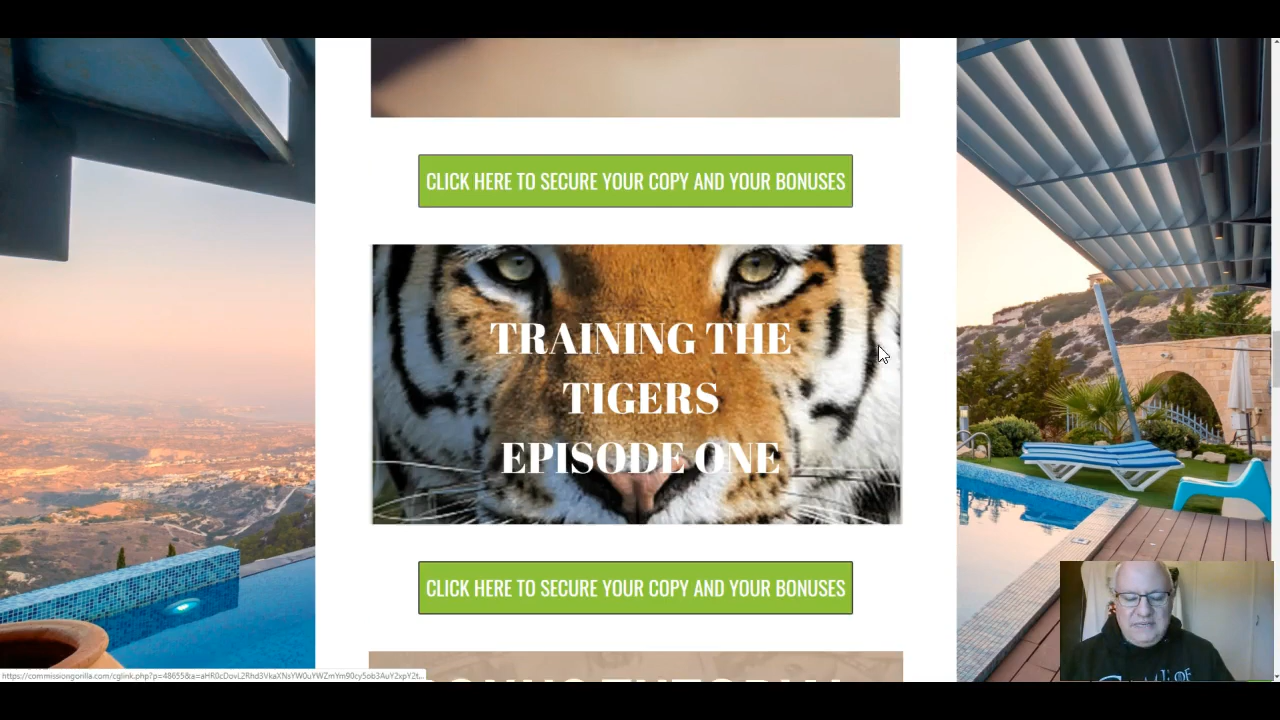 CLICK HERE TO SECURE YOUR COPY AND YOUR BONUSES
TRAINING THE
TIGERS
EPISODE ONE
CLICK HERE TO SECURE YOUR COPY AND YOUR BONUSES